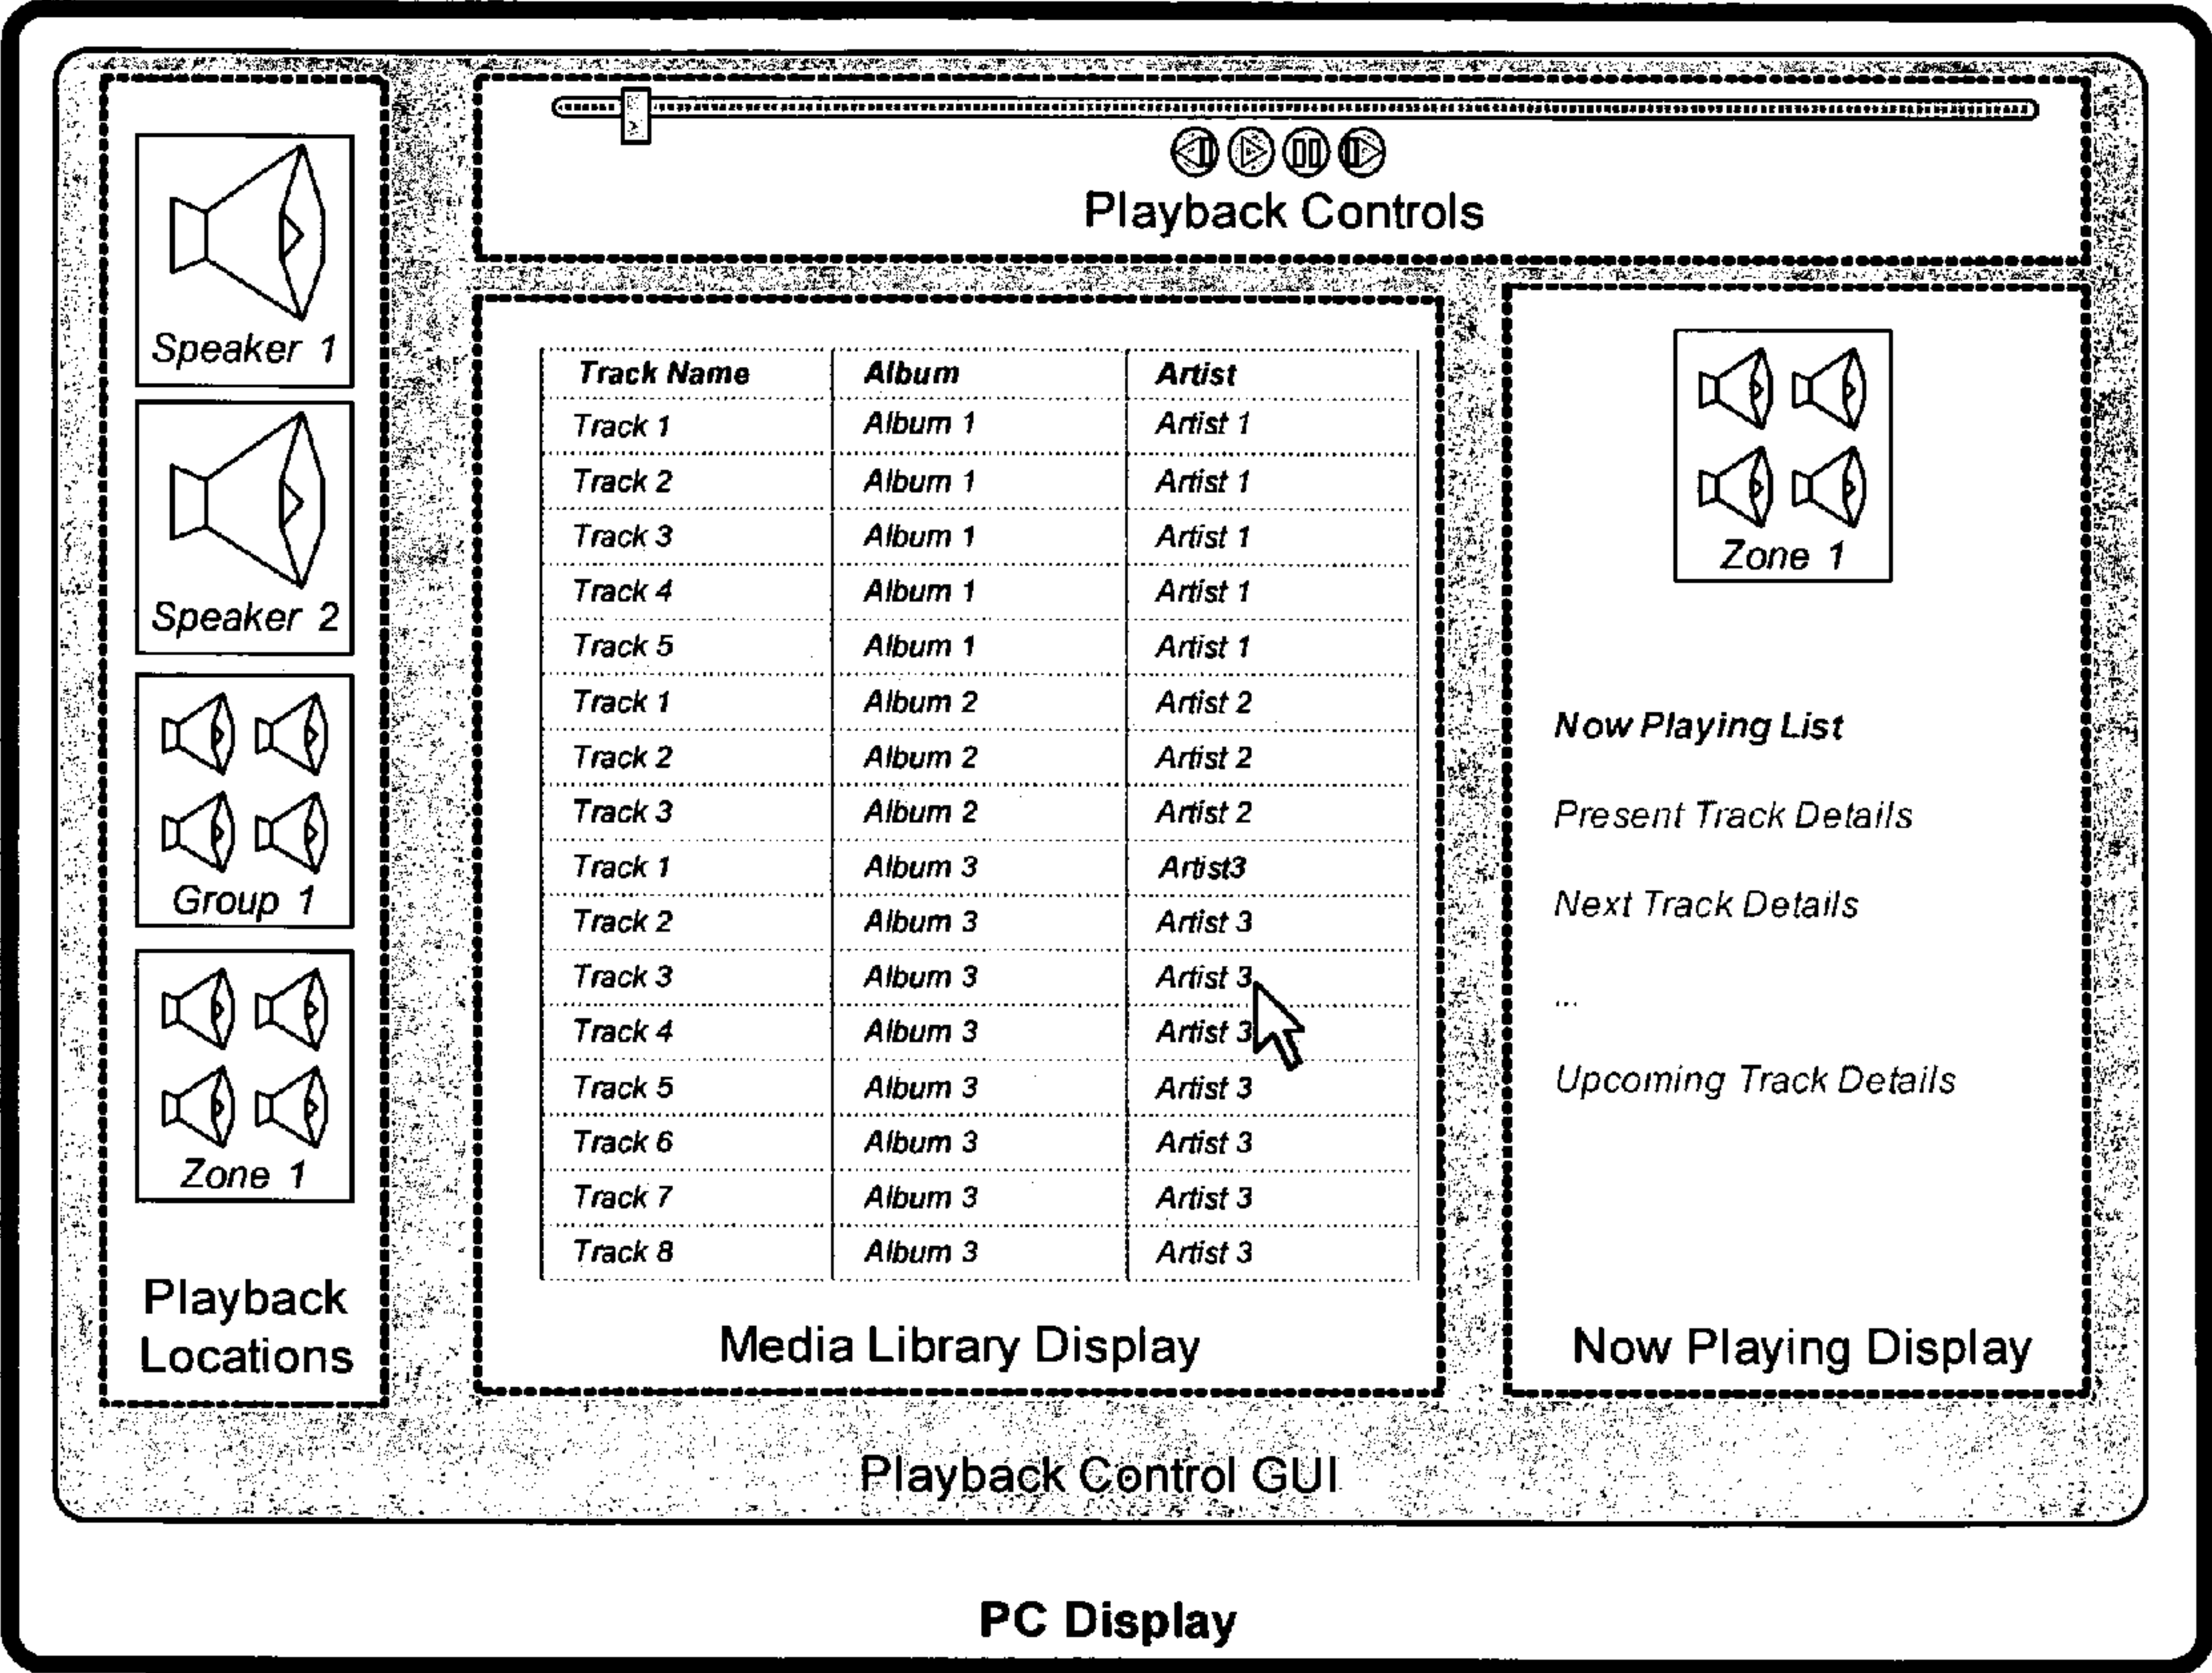 Speaker 1
Speaker 2
Group 1
Zone 1
Playback
Locations
Playback Controls
Track Name Album Artist
Track 1 Album 1 Artist 1
Track 2 Album 1 Artist 1
Track 3 Album 1 Artist 1
Track 4 Album 1 Artist 1
Track 5 Album 1 Artist 1
Track 1 Album 2 Artist 2
Track 2 Album 2 Artist 2
Track 3 Album 2 Artist 2
Track 1 Album 3 Artist3
Track 2 Album 3 Artist 3
Track 3 Album 3 Artist 3
Track 4 Album 3 Artist 3
Track 5 Album 3 Artist 3
Track 6 Album 3 Artist 3
Track 7 Album 3 Artist 3
Track 8 Album 3 Artist 3
Media Library Display
Zone 1
Now Playing List
Present Track Details
Next Track Details
...
Upcoming Track Details
Now Playing Display
Playback Control GUI
PC Display